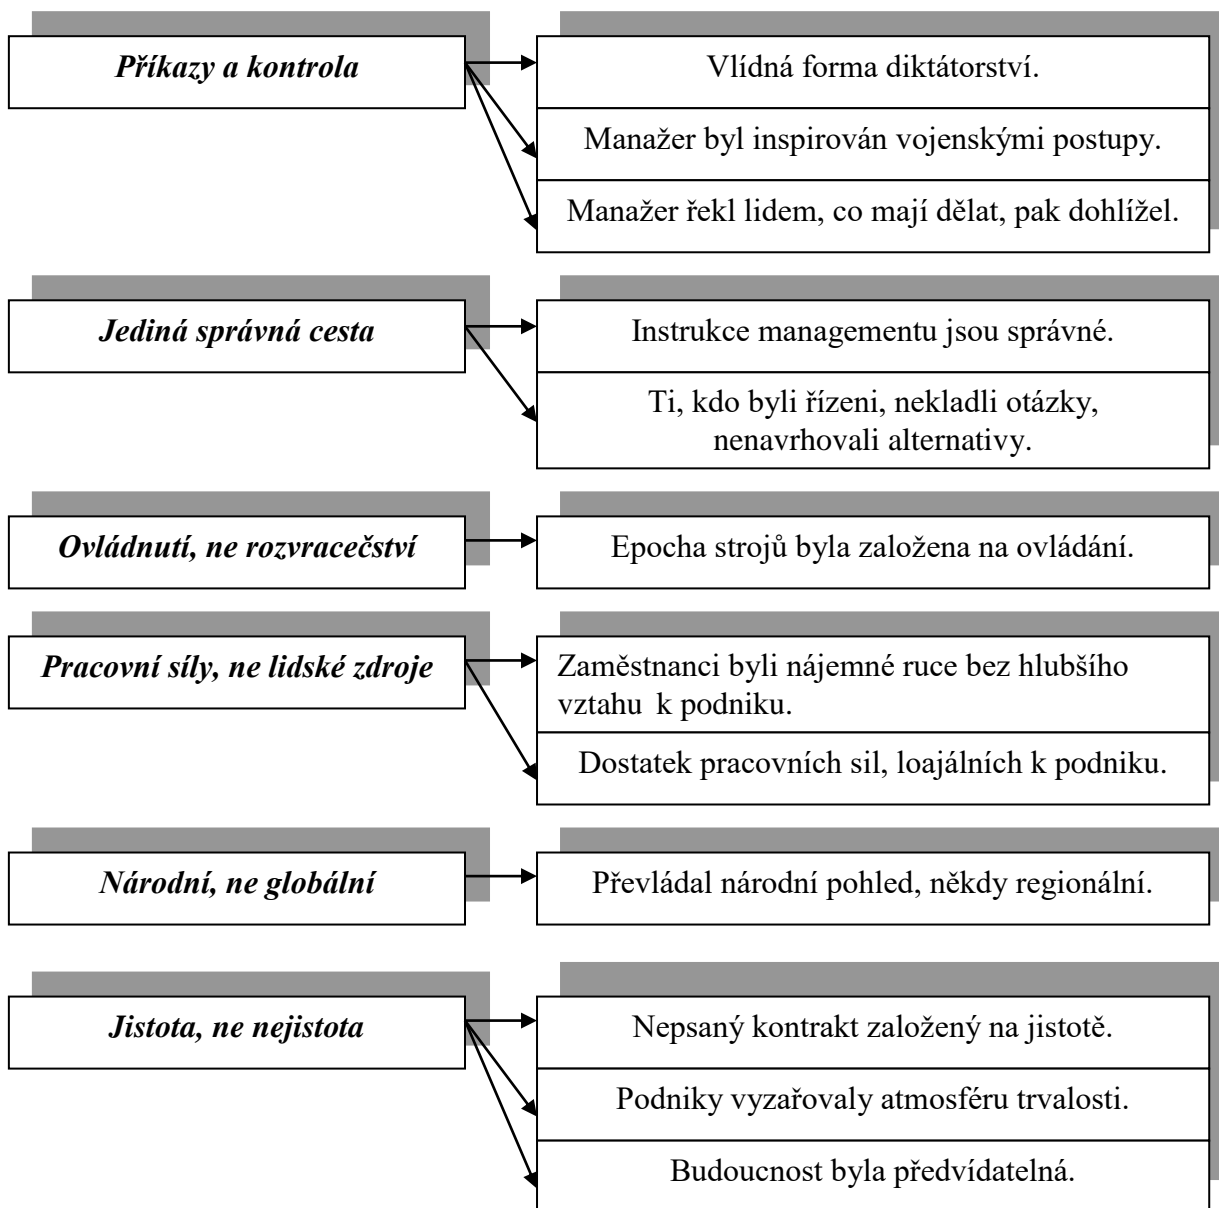 Příkazy a kontrola
Vlídná forma diktátorství.
Manažer byl inspirován vojenskými postupy.
Manažer řekl lidem, co mají dělat, pak dohlížel.
Jediná správná cesta
Instrukce managementu jsou správné.
Ti, kdo byli řízeni, nekladli otázky,
nenavrhovali alternativy.
Ovládnutí, ne rozvracečství
Epocha strojů byla založena na ovládání.
Pracovní síly, ne lidské zdroje
Zaměstnanci byli nájemné ruce bez hlubšího
vztahu k podniku.
Dostatek pracovních sil, loajálních k podniku.
Národní, ne globální
Převládal národní pohled, někdy regionální.
Jistota, ne nejistota
Nepsaný kontrakt založený na jistotě.
Podniky vyzařovaly atmosféru trvalosti.
Budoucnost byla předvídatelná.